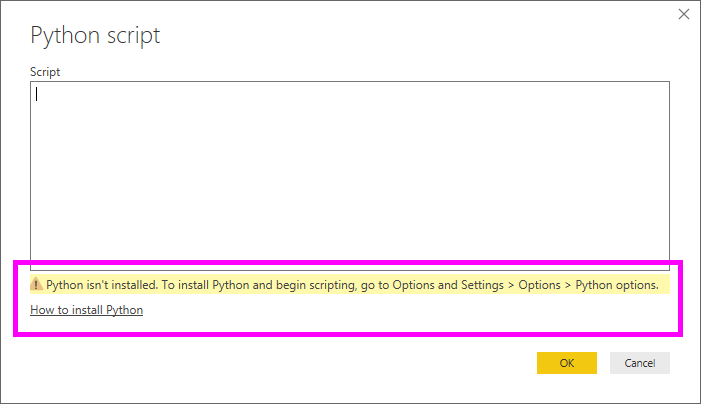 Python script
Script
Python isn't installed. To install Python and begin scripting, go to Options and Settings > Options > Python options.
How to install Python
OK
Cancel